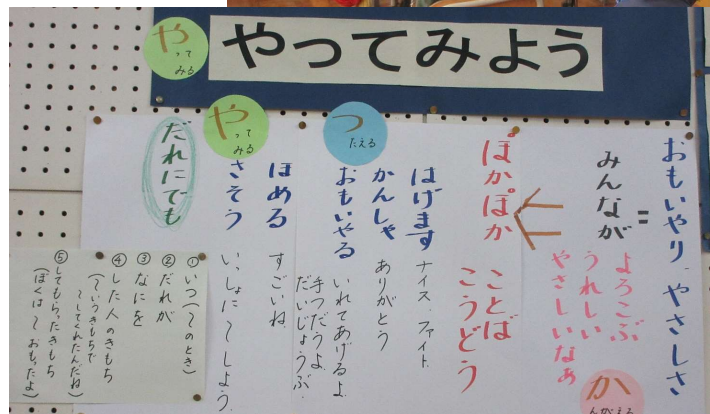 やってみる
やってみよう
おもいやり、やさしさ
=
みんなが
よろこぶ
うれしい
やさしいなぁ
かんがえる
ぽかぽか
ことば
こうどう
つたえる
はげます ナイス、ファイト
かんしゃ ありがとう
おもいやる いれてあげるよ
手つだうよ
だいじょうぶ
ほめる すごいね
やってみる
さそう いっしょに〜しよう
だれにでも
①いつ(〜のとき)
②だれが
③なにを
④した人のきもち
(〜いうきもちで
〜してくれたんだね)
⑤してもらったきもち
(ぼくは〜おもったよ)